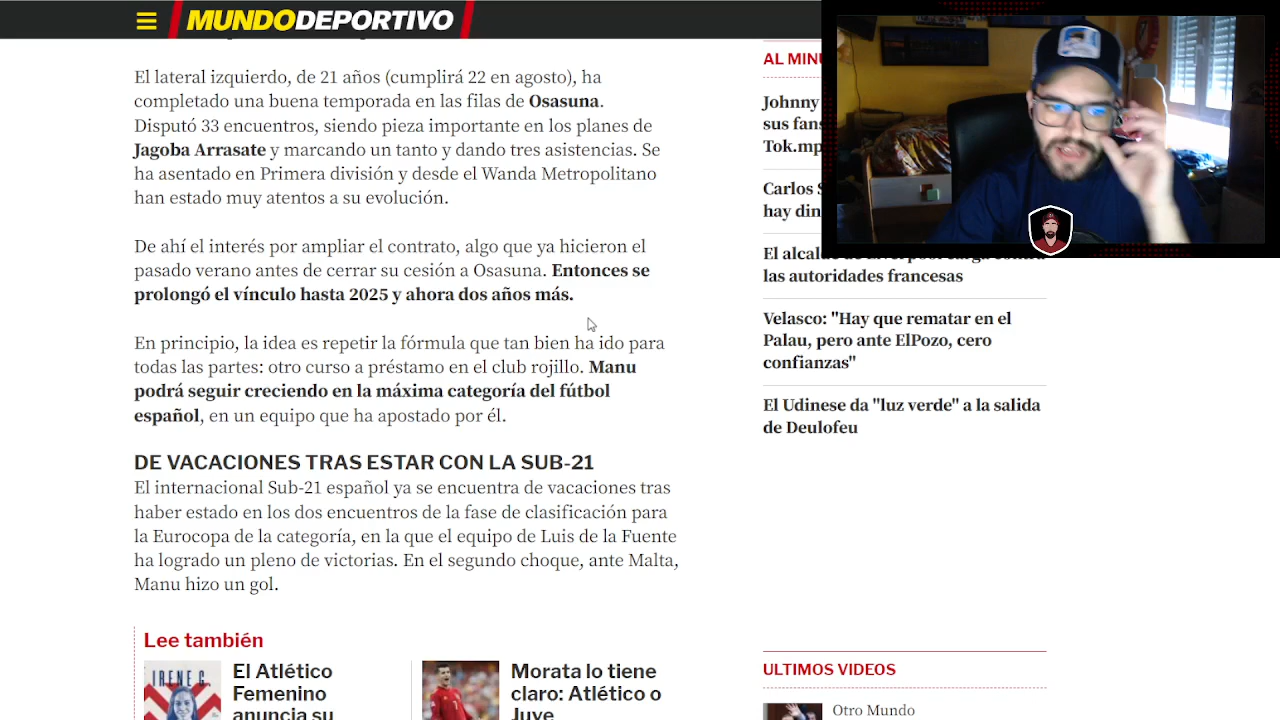 MUNDODEPORTIVO
El lateral izquierdo, de 21 años (cumplirá 22 en agosto), ha
completado una buena temporada en las filas de Osasuna.
Disputó 33 encuentros, siendo pieza importante en los planes de
Jagoba Arrasate y marcando un tanto y dando tres asistencias. Se
ha asentado en Primera división y desde el Wanda Metropolitano
han estado muy atentos a su evolución.
De ahí el interés por ampliar el contrato, algo que ya hicieron el
pasado verano antes de cerrar su cesión a Osasuna. Entonces se
prolongó el vínculo hasta 2025 y ahora dos años más.
En principio, la idea es repetir la fórmula que tan bien ha ido para
todas las partes: otro curso a préstamo en el club rojillo. Manu
podrá seguir creciendo en la máxima categoría del fútbol
español, en un equipo que ha apostado por él.
DE VACACIONES TRAS ESTAR CON LA SUB-21
El internacional Sub-21 español ya se encuentra de vacaciones tras
haber estado en los dos encuentros de la fase de clasificación para
la Eurocopa de la categoría, en la que el equipo de Luis de la Fuente
ha logrado un pleno de victorias. En el segundo choque, ante Malta,
Manu hizo un gol.
Lee también
IRENE G.
El Atlético
Femenino
anuncia su
Morata lo tiene
claro: Atlético o
Juve
AL MINU
Johnny
sus fans
Tok.mp
Carlos S
hay din
El alcal
las autoridades francesas
Velasco: "Hay que rematar en el
Palau, pero ante ElPozo, cero
confianzas"
El Udinese da "luz verde" a la salida
de Deulofeu
ULTIMOS VIDEOS
Otro Mundo